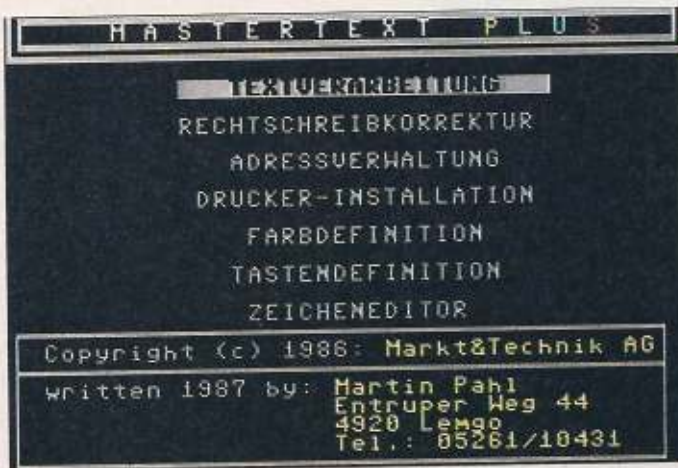 MASTERTEXT PLUS
TEXTVERARBEITUNG
RECHTSCHREIBKORREKTUR
ADRESSVERWALTUNG
DRUCKER-INSTALLATION
FARBDEFINITION
TASTENDEFINITION
ZEICHENEDITOR
Copyright (c) 1986: Markt&Technik AG
written 1987 by: Martin Pahl
Entruper Weg 44
4920 Lemgo
Tel.: 05261/10431